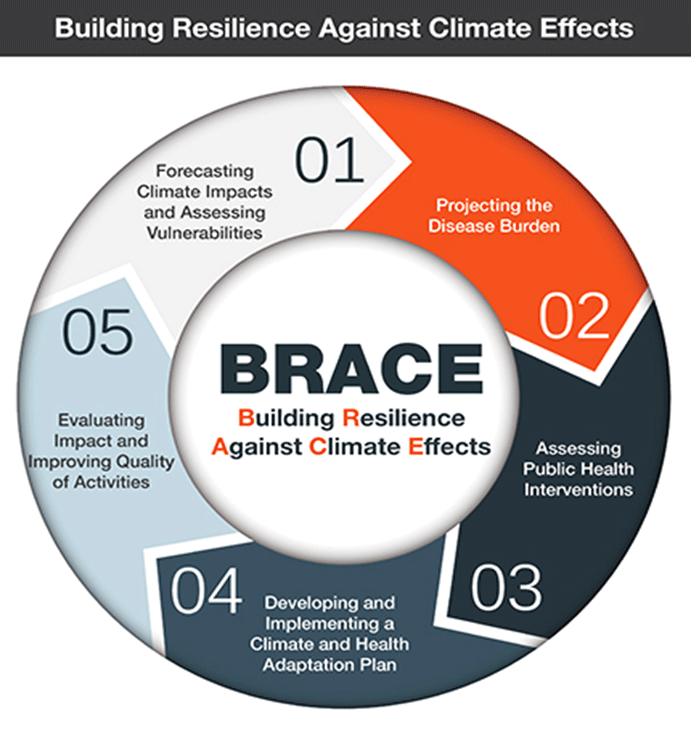 Building Resilience Against Climate Effects
01
Forecasting
Climate Impacts
and Assessing
Vulnerabilities
Projecting the
Disease Burden
02
Assessing
Public Health
Interventions
03
04
Developing and
Implementing a
Climate and Health
Adaptation Plan
05
Evaluating
Impact and
Improving Quality
of Activities
BRACE
Building Resilience
Against Climate Effects